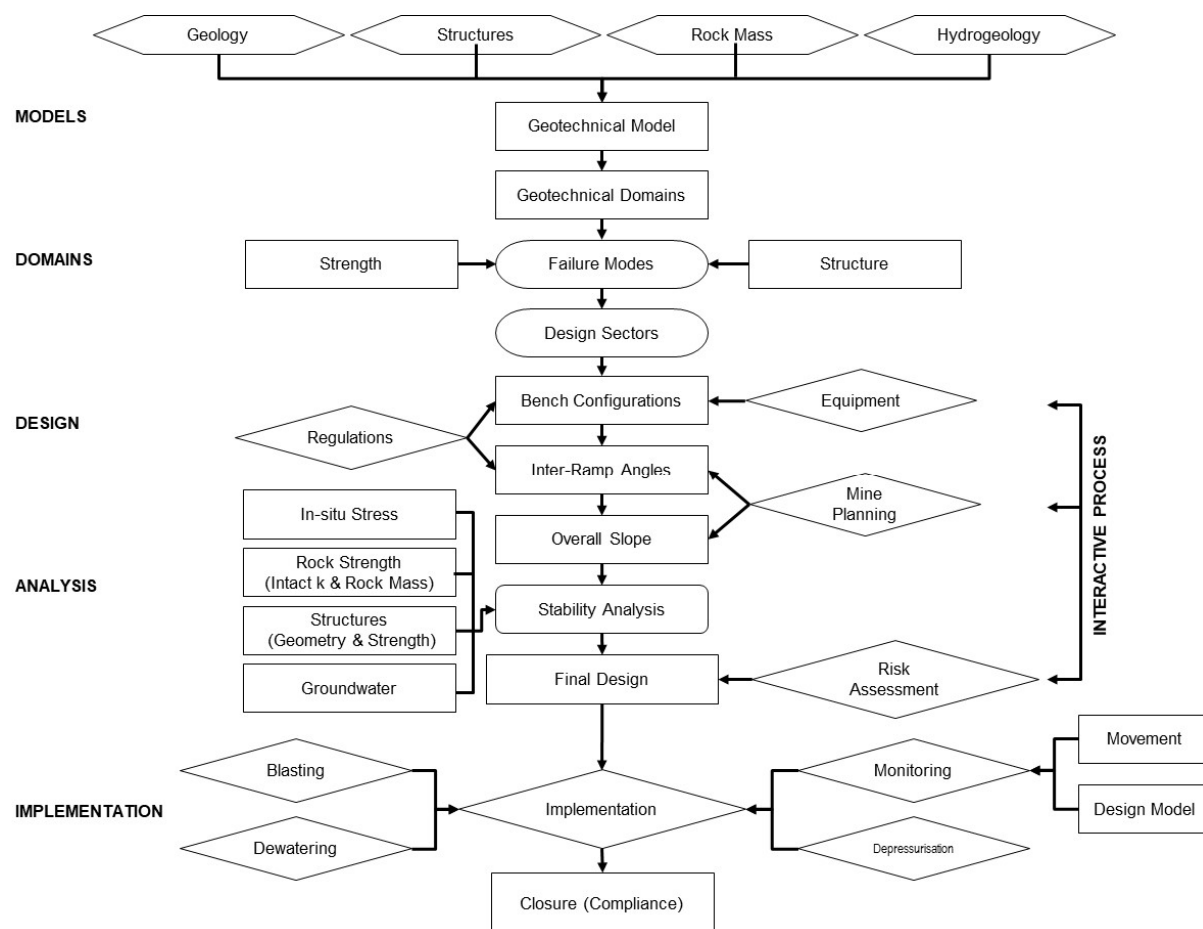 Geology
Structures
Rock Mass
Hydrogeology
MODELS
Geotechnical Model
Geotechnical Domains
DOMAINS
Strength
Failure Modes
Structure
Design Sectors
DESIGN
Bench Configurations
Equipment
Regulations
Inter-Ramp Angles
Mine
Planning
In-situ Stress
Overall Slope
INTERACTIVE PROCESS
ANALYSIS
Rock Strength
(Intact k & Rock Mass)
Stability Analysis
Structures
(Geometry & Strength)
Groundwater
Final Design
Risk
Assessment
Movement
Blasting
Monitoring
IMPLEMENTATION
Implementation
Design Model
Dewatering
Depressurisation
Closure (Compliance)